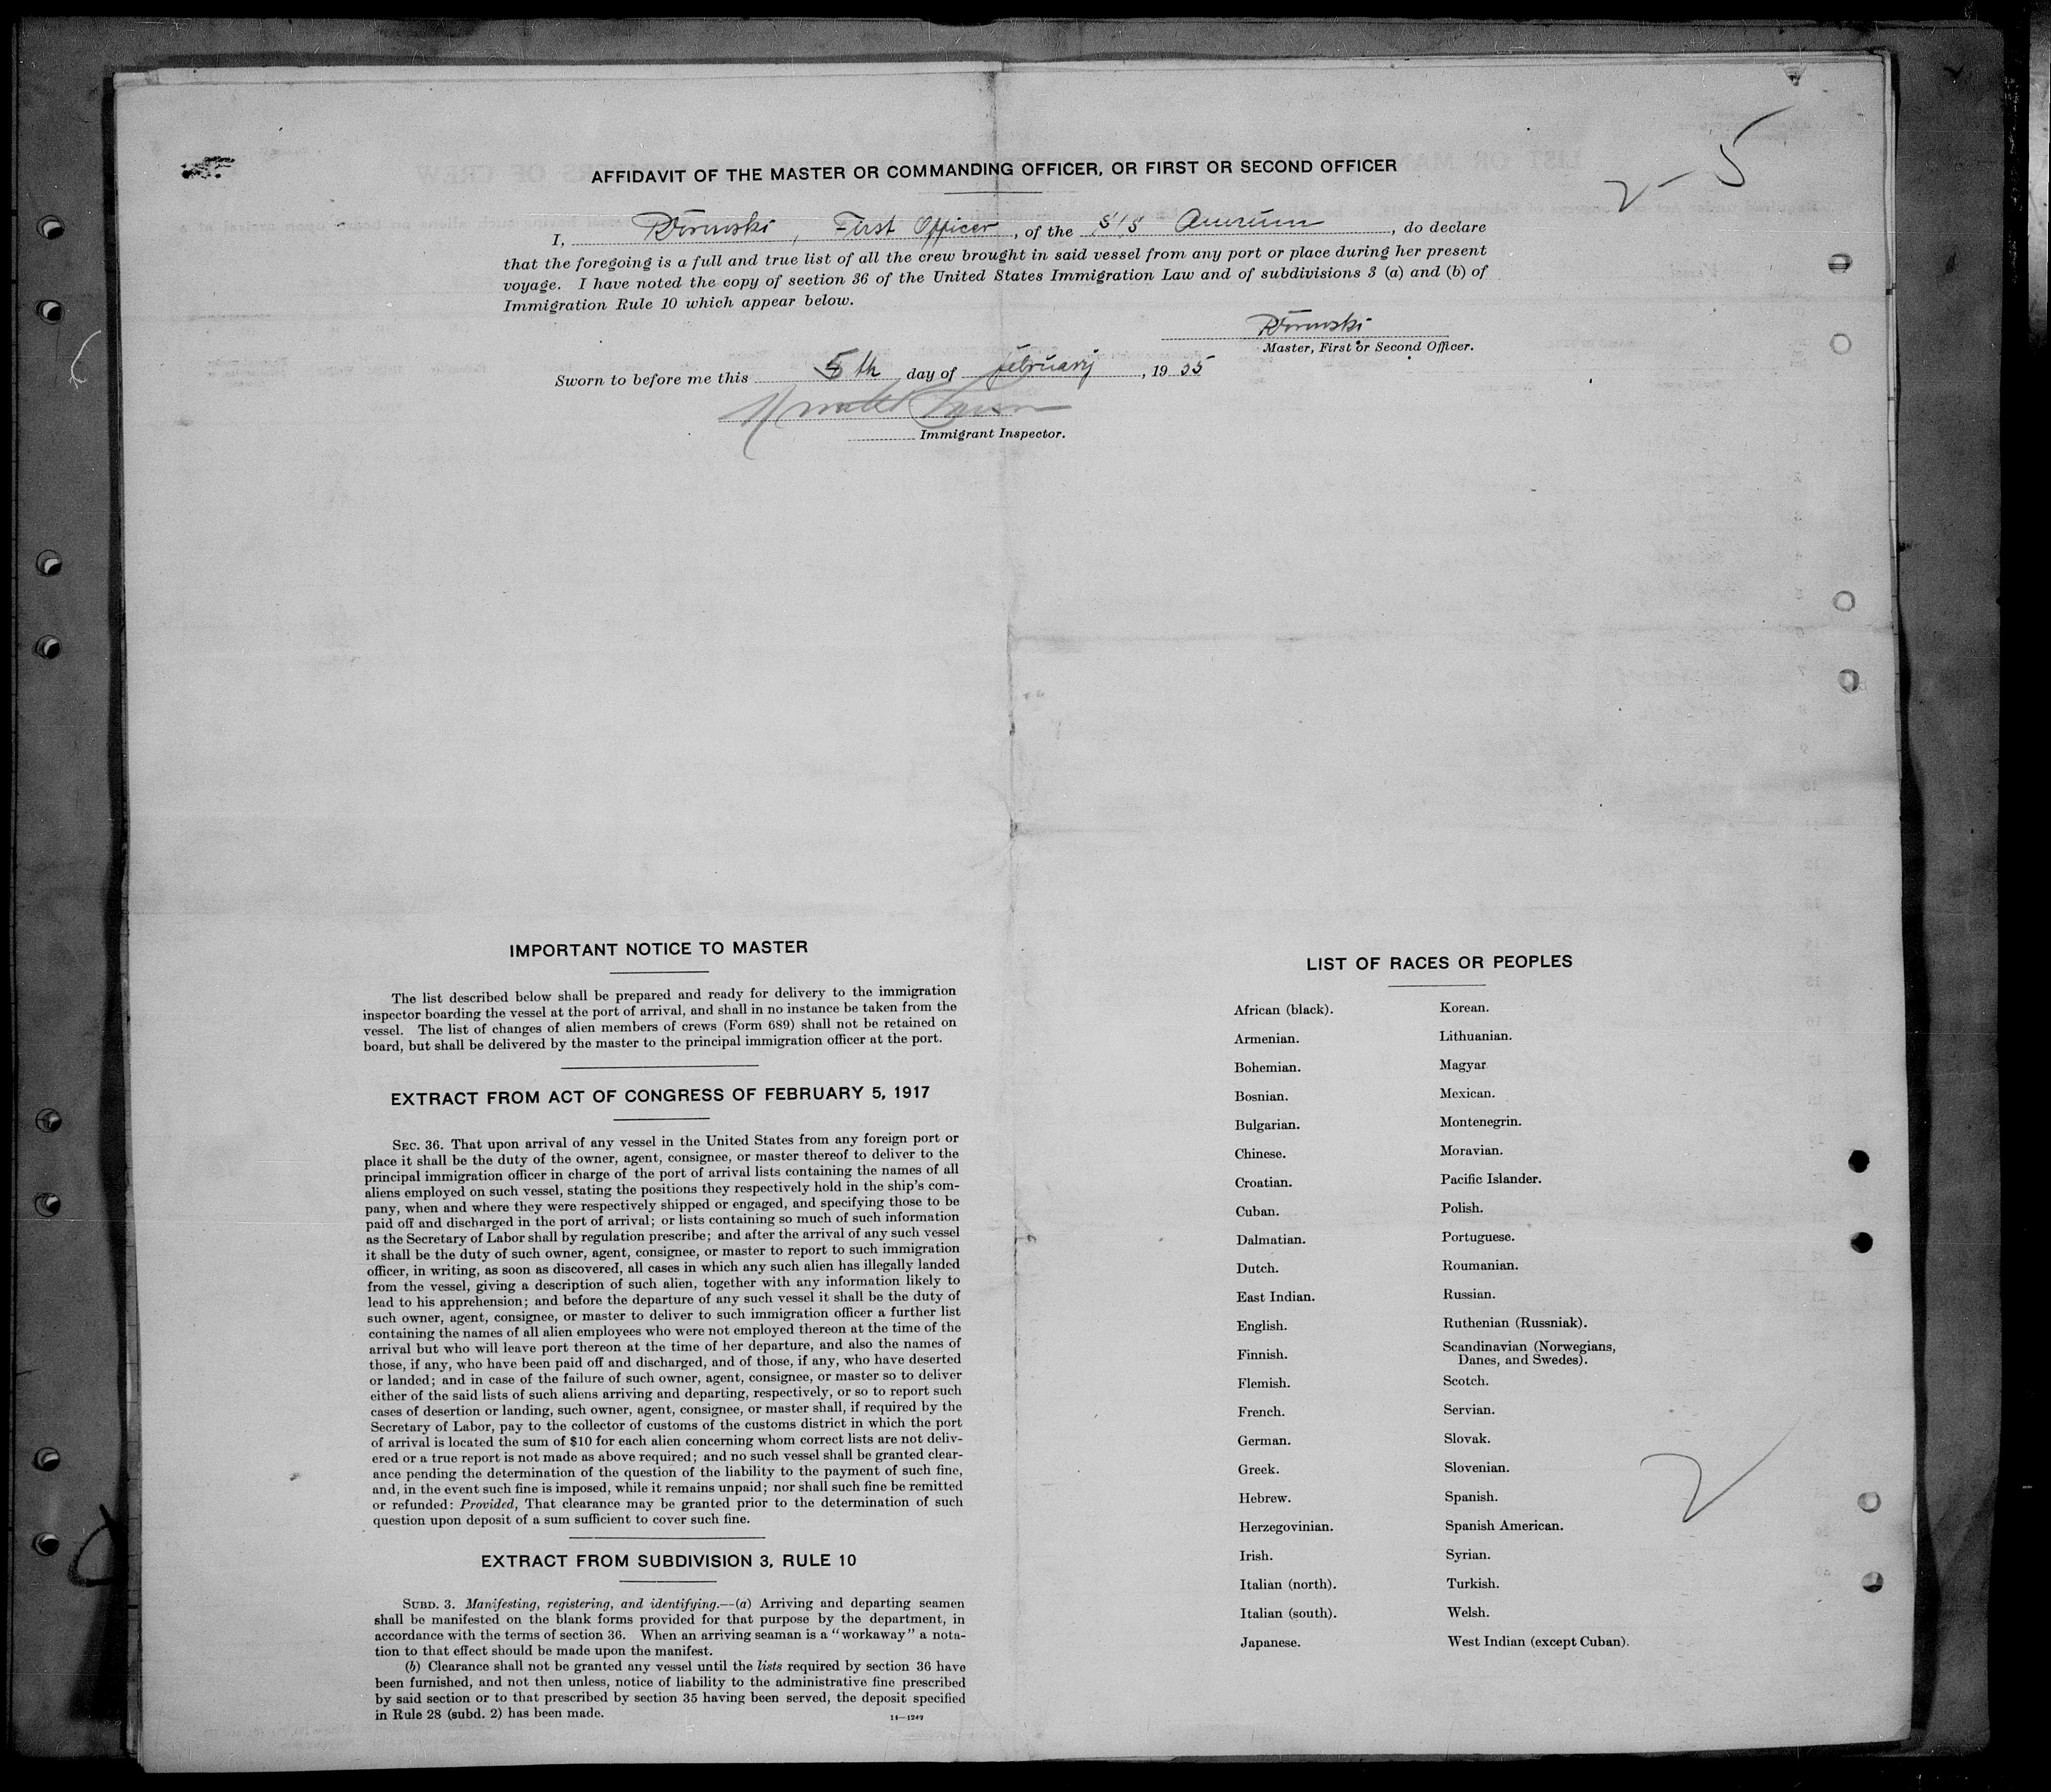 2 – 5
AFFIDAVIT OF THE MASTER OR COMMANDING OFFICER, OR FIRST OR SECOND OFFICER
I, , First Officer, of the S/S , do declare
that the foregoing is a full and true list of all the crew brought in said vessel from any port or place during her present
voyage. I have noted the copy of section 36 of the United States Immigration Law and of subdivisions 3 (a) and (b) of
Immigration Rule 10 which appear below.
Master, First or Second Officer.
Sworn to before me this 5th day of february, 1935
Immigrant Inspector.
IMPORTANT NOTICE TO MASTER
The list described below shall be prepared and ready for delivery to the immigration
inspector boarding the vessel at the port of arrival, and shall in no instance be taken from the
vessel. The list of changes of alien members of crews (Form 689) shall not be retained on
board, but shall be delivered by the master to the principal immigration officer at the port.
EXTRACT FROM ACT OF CONGRESS OF FEBRUARY 5, 1917
SEC. 36. That upon arrival of any vessel in the United States from any foreign port or
place it shall be the duty of the owner, agent, consignee, or master thereof to deliver to the
principal immigration officer in charge of the port of arrival lists containing the names of all
aliens employed on such vessel, stating the positions they respectively hold in the ship's com-
pany, when and where they were respectively shipped or engaged, and specifying those to be
paid off and discharged in the port of arrival; or lists containing so much of such information
as the Secretary of Labor shall by regulation prescribe; and after the arrival of any such vessel
it shall be the duty of such owner, agent, consignee, or master to report to such immigration
officer, in writing, as soon as discovered, all cases in which any such alien has illegally landed
from the vessel, giving a description of such alien, together with any information likely to
lead to his apprehension; and before the departure of any such vessel it shall be the duty of
such owner, agent, consignee, or master to deliver to such immigration officer a further list
containing the names of all alien employees who were not employed thereon at the time of the
arrival but who will leave port thereon at the time of her departure, and also the names of
those, if any, who have been paid off and discharged, and of those, if any, who have deserted
or landed; and in case of the failure of such owner, agent, consignee, or master so to deliver
either of the said lists of such aliens arriving and departing, respectively, or so to report such
cases of desertion or landing, such owner, agent, consignee, or master shall, if required by the
Secretary of Labor, pay to the collector of customs of the customs district in which the port
of arrival is located the sum of $10 for each alien concerning whom correct lists are not deliv-
ered or a true report is not made as above required; and no such vessel shall be granted clear-
ance pending the determination of the question of the liability to the payment of such fine,
and, in the event such fine is imposed, while it remains unpaid; nor shall such fine be remitted
or refunded: Provided, That clearance may be granted prior to the determination of such
question upon deposit of a sum sufficient to cover such fine.
EXTRACT FROM SUBDIVISION 3, RULE 10
SUBD. 3. Manifesting, registering, and identifying.—(a) Arriving and departing seamen
shall be manifested on the blank forms provided for that purpose by the department, in
accordance with the terms of section 36. When an arriving seaman is a "workaway" a nota-
tion to that effect should be made upon the manifest.
(b) Clearance shall not be granted any vessel until the lists required by section 36 have
been furnished, and not then unless, notice of liability to the administrative fine prescribed
by said section or to that prescribed by section 35 having been served, the deposit specified
in Rule 28 (subd. 2) has been made.
14—1249
LIST OF RACES OR PEOPLES
African (black).
Armenian.
Bohemian.
Bosnian.
Bulgarian.
Chinese.
Croatian.
Cuban.
Dalmatian.
Dutch.
East Indian.
English.
Finnish.
Flemish.
French.
German.
Greek.
Hebrew.
Herzegovinian.
Irish.
Italian (north).
Italian (south).
Japanese.
Korean.
Lithuanian.
Magyar
Mexican.
Montenegrin.
Moravian.
Pacific Islander.
Polish.
Portuguese.
Roumanian.
Russian.
Ruthenian (Russniak).
Scandinavian (Norwegians,
Danes, and Swedes).
Scotch.
Servian.
Slovak.
Slovenian.
Spanish.
Spanish American.
Syrian.
Turkish.
Welsh.
West Indian (except Cuban).
2